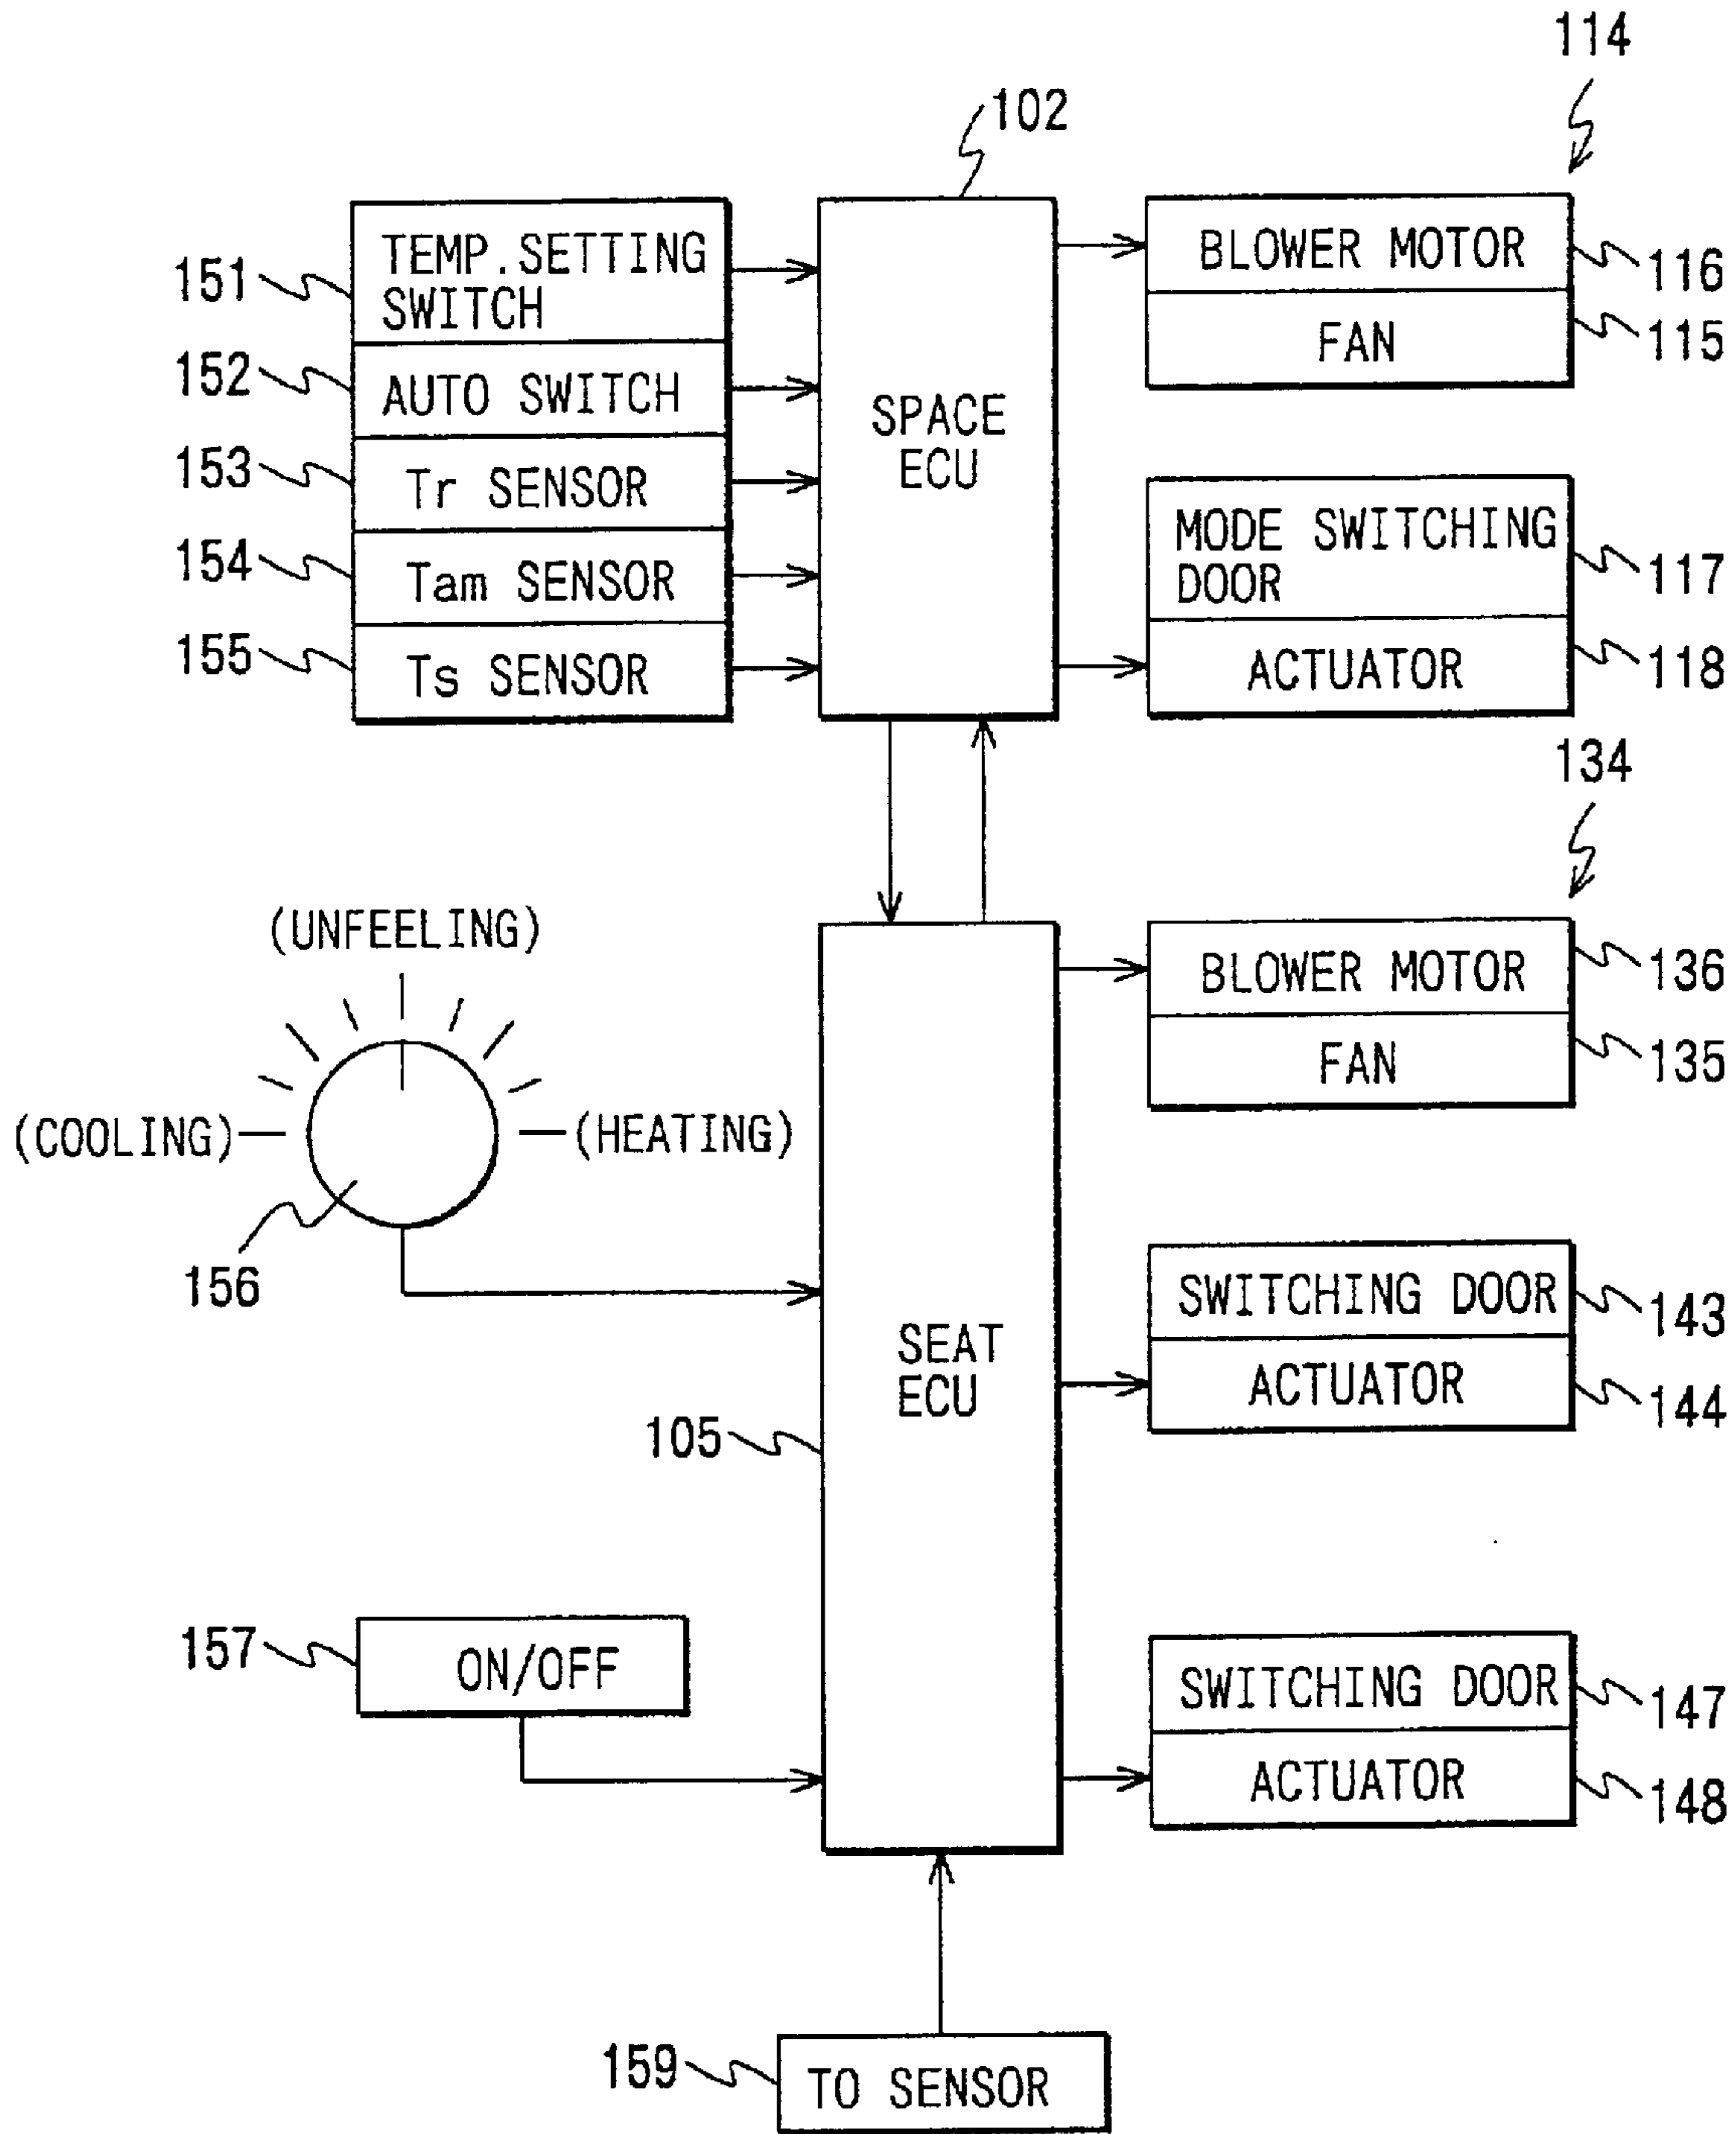 114
102
TEMP.SETTING
SWITCH
151
AUTO SWITCH
152
Tr SENSOR
153
Tam SENSOR
154
Ts SENSOR
155
SPACE
ECU
BLOWER MOTOR
116
FAN
115
MODE SWITCHING
DOOR
117
ACTUATOR
118
134
(UNFEELING)
(COOLING)
(HEATING)
156
SEAT
ECU
105
BLOWER MOTOR
136
FAN
135
SWITCHING DOOR
143
ACTUATOR
144
157
ON/OFF
SWITCHING DOOR
147
ACTUATOR
148
159
TO SENSOR